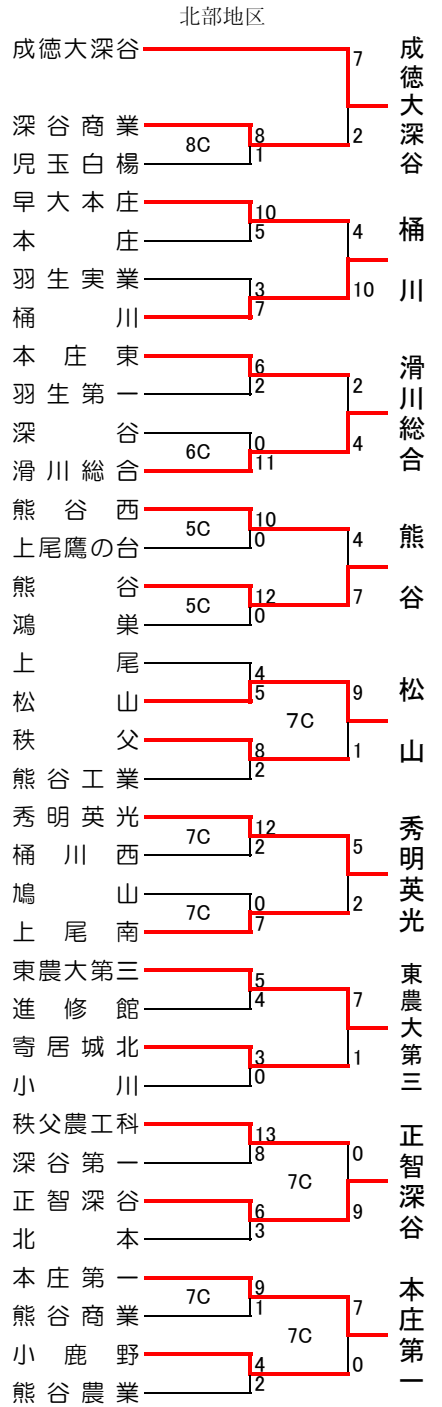 北部地区
成徳大深谷
7
成徳大深谷
深谷商業
8C
8
2
児玉白楊
1
早大本庄
10
本庄
5
4
桶川
羽生実業
3
10
桶川
7
本庄東
6
羽生第一
2
2
滑川総合
深谷
6C
0
4
滑川総合
11
熊谷西
5C
10
上尾鷹の台
0
4
熊谷
熊谷
5C
12
7
鴻巣
0
上尾
4
松山
5
7C
9
松山
秩父
8
1
熊谷工業
2
秀明英光
7C
12
桶川西
2
5
秀明英光
鳩山
7C
0
2
上尾南
7
東農大第三
5
進修館
4
7
東農大第三
寄居城北
3
1
小川
0
秩父農工科
13
深谷第一
8
7C
0
正智深谷
正智深谷
6
9
北本
3
本庄第一
7C
9
熊谷商業
1
7C
7
本庄第一
小鹿野
4
0
熊谷農業
2